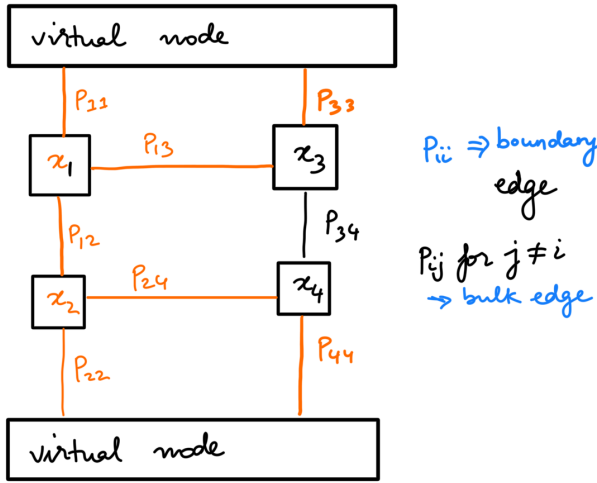 virtual node
P11
P33
x1
P13
x3
P12
P34
x2
P24
x4
P22
P44
virtual node
Pii ⇒ boundary
edge
Pij for j ≠ i
→ bulk edge